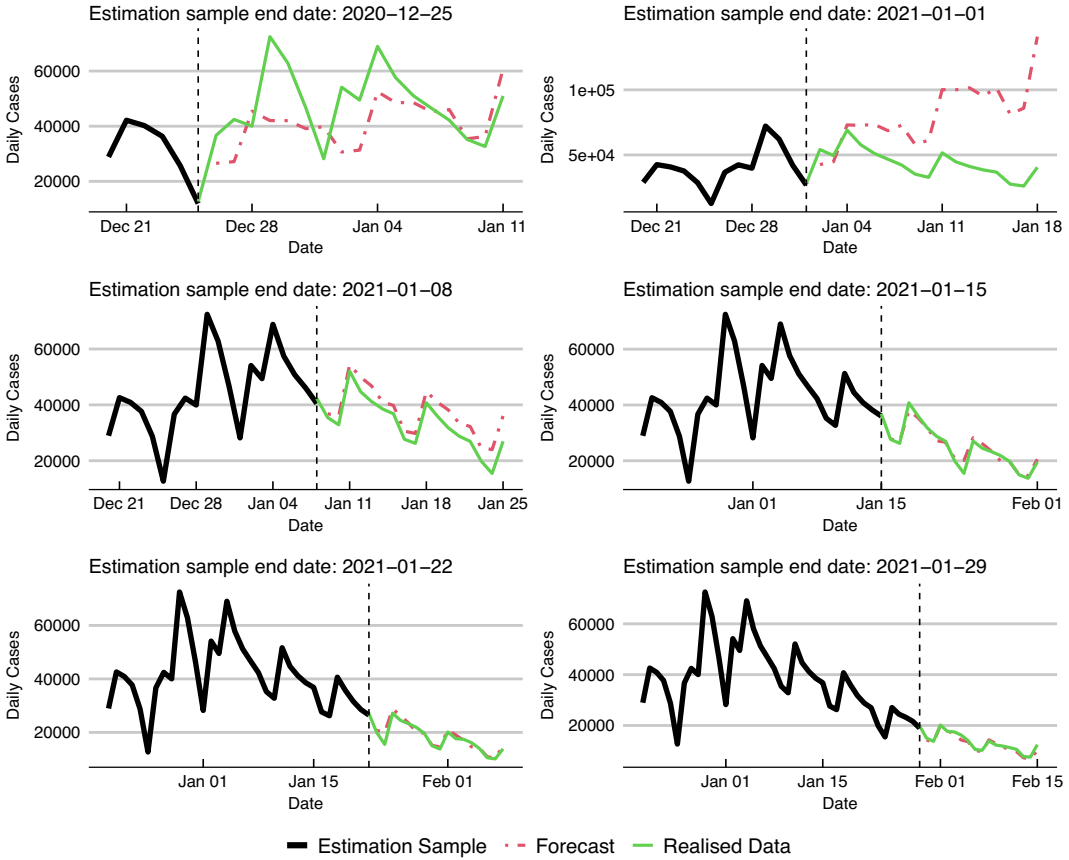 Estimation sample end date: 2020−12−25
Daily Cases
60000
40000
20000
Dec 21
Dec 28
Jan 04
Jan 11
Date
Estimation sample end date: 2021−01−01
Daily Cases
1e+05
5e+04
Dec 21
Dec 28
Jan 04
Jan 11
Jan 18
Date
Estimation sample end date: 2021−01−08
Daily Cases
60000
40000
20000
Dec 21
Dec 28
Jan 04
Jan 11
Jan 18
Jan 25
Date
Estimation sample end date: 2021−01−15
Daily Cases
60000
40000
20000
Jan 01
Jan 15
Feb 01
Date
Estimation sample end date: 2021−01−22
Daily Cases
60000
40000
20000
Jan 01
Jan 15
Feb 01
Date
Estimation sample end date: 2021−01−29
Daily Cases
60000
40000
20000
Jan 01
Jan 15
Feb 01
Feb 15
Date
Estimation Sample
Forecast
Realised Data